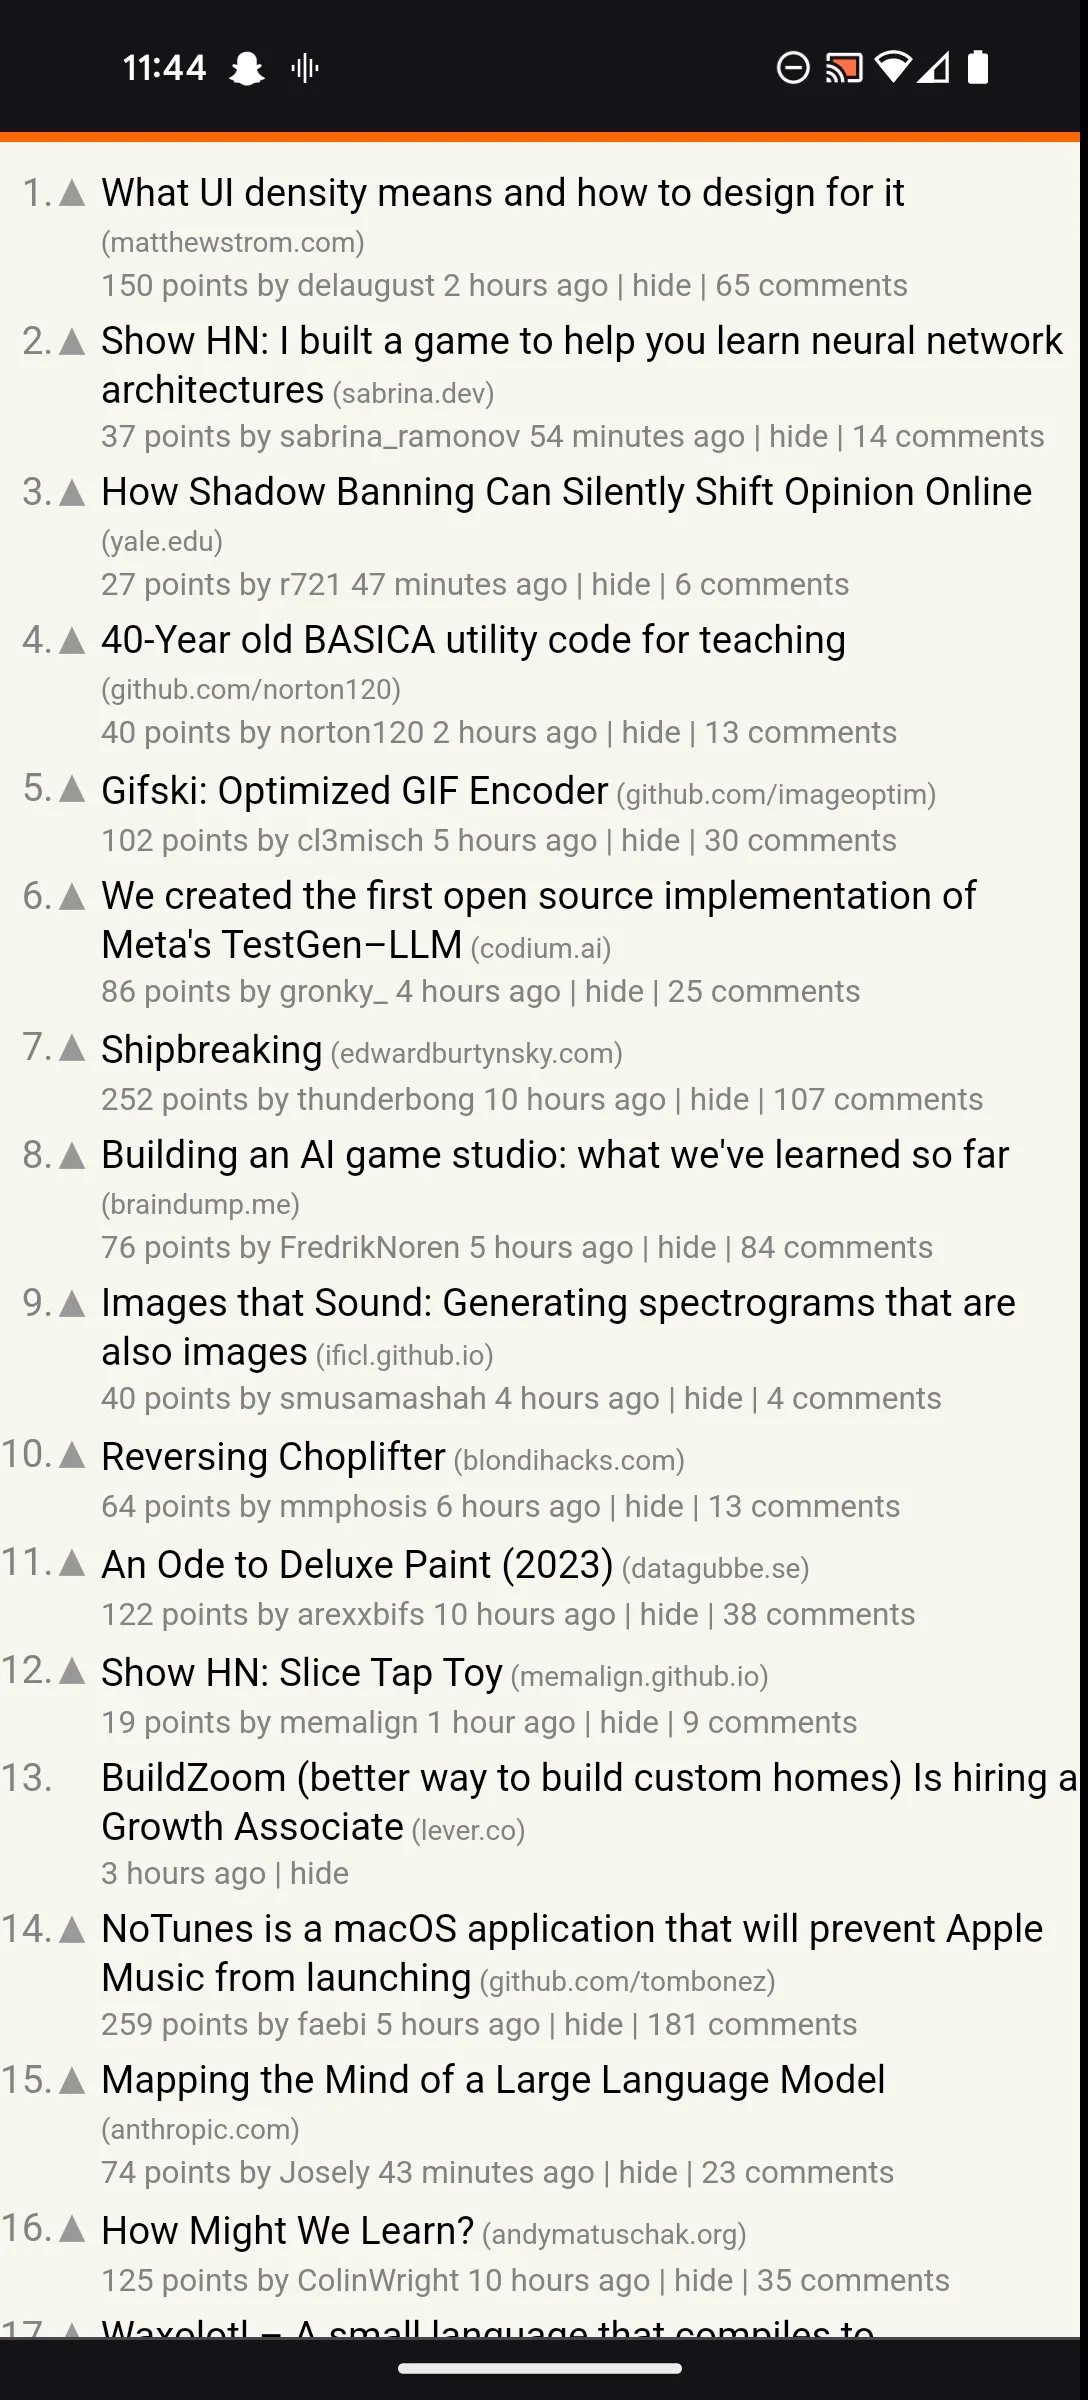 11:44
1. What UI density means and how to design for it
(matthewstrom.com)
150 points by delaugust 2 hours ago | hide | 65 comments
2. Show HN: I built a game to help you learn neural network
architectures (sabrina.dev)
37 points by sabrina_ramonov 54 minutes ago | hide | 14 comments
3. How Shadow Banning Can Silently Shift Opinion Online
(yale.edu)
27 points by r721 47 minutes ago | hide | 6 comments
4. 40-Year old BASICA utility code for teaching
(github.com/norton120)
40 points by norton120 2 hours ago | hide | 13 comments
5. Gifski: Optimized GIF Encoder (github.com/imageoptim)
102 points by cl3misch 5 hours ago | hide | 30 comments
6. We created the first open source implementation of
Meta's TestGen–LLM (codium.ai)
86 points by gronky_ 4 hours ago | hide | 25 comments
7. Shipbreaking (edwardburtynsky.com)
252 points by thunderbong 10 hours ago | hide | 107 comments
8. Building an AI game studio: what we've learned so far
(braindump.me)
76 points by FredrikNoren 5 hours ago | hide | 84 comments
9. Images that Sound: Generating spectrograms that are
also images (ificl.github.io)
40 points by smusamashah 4 hours ago | hide | 4 comments
10. Reversing Choplifter (blondihacks.com)
64 points by mmphosis 6 hours ago | hide | 13 comments
11. An Ode to Deluxe Paint (2023) (datagubbe.se)
122 points by arexxbifs 10 hours ago | hide | 38 comments
12. Show HN: Slice Tap Toy (memalign.github.io)
19 points by memalign 1 hour ago | hide | 9 comments
13. BuildZoom (better way to build custom homes) Is hiring a
Growth Associate (lever.co)
3 hours ago | hide
14. NoTunes is a macOS application that will prevent Apple
Music from launching (github.com/tombonez)
259 points by faebi 5 hours ago | hide | 181 comments
15. Mapping the Mind of a Large Language Model
(anthropic.com)
74 points by Josely 43 minutes ago | hide | 23 comments
16. How Might We Learn? (andymatuschak.org)
125 points by ColinWright 10 hours ago | hide | 35 comments
17. Waxolotl – A small language that compiles to